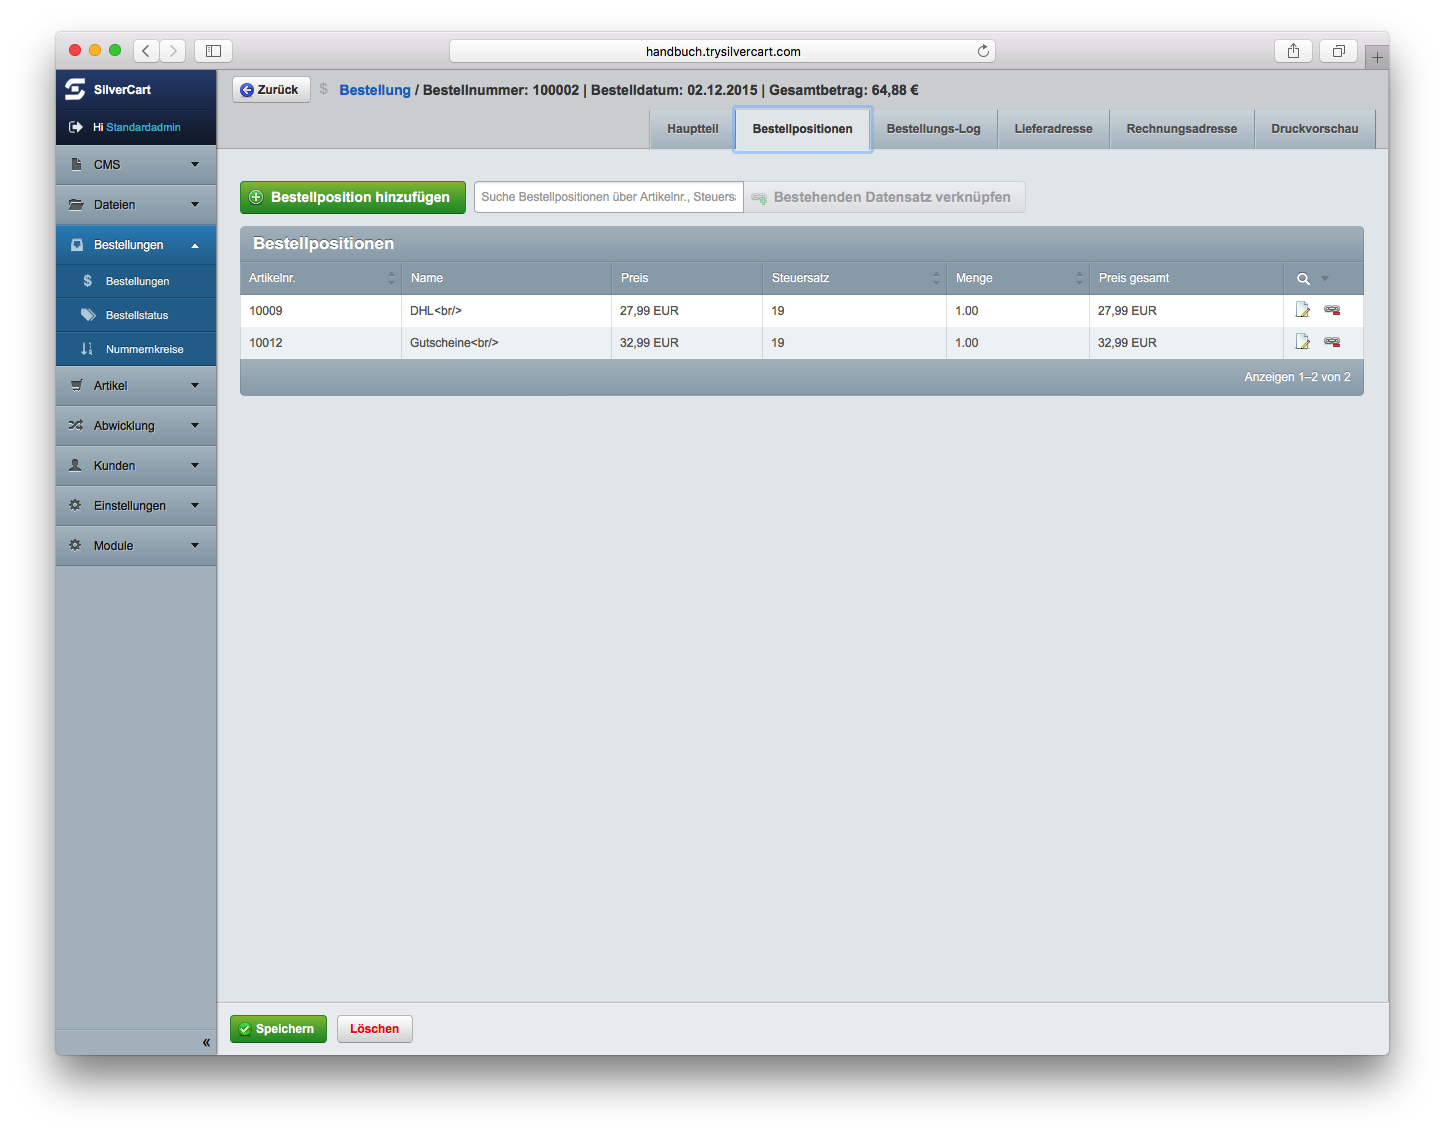 handbuch.trysilvercart.com
SilverCart
Hi Standardadmin
Zurück
$ Bestellung / Bestellnummer: 100002 | Bestelldatum: 02.12.2015 | Gesamtbetrag: 64,88 €
Hauptteil Bestellpositionen Bestellungs-Log Lieferadresse Rechnungsadresse Druckvorschau
CMS
Dateien
Bestellungen
$ Bestellungen
Bestellstatus
Nummernkreise
Artikel
Abwicklung
Kunden
Einstellungen
Module
«
Bestellposition hinzufügen
Suche Bestellpositionen über Artikelnr., Steuers
Bestehenden Datensatz verknüpfen
Bestellpositionen
Artikelnr. Name Preis Steuersatz Menge Preis gesamt
10009 DHL<br/> 27,99 EUR 19 1.00 27,99 EUR
10012 Gutscheine<br/> 32,99 EUR 19 1.00 32,99 EUR
Anzeigen 1–2 von 2
Speichern
Löschen